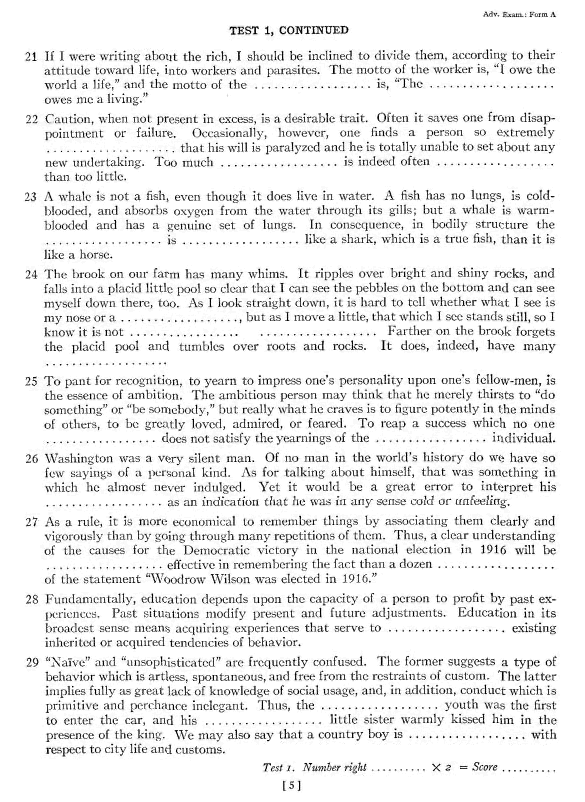 Adv. Exam.: Form A
TEST 1, CONTINUED
21 If I were writing about the rich, I should be inclined to divide them, according to their
attitude toward life, into workers and parasites. The motto of the worker is, "I owe the
world a life," and the motto of the .................. is, "The ...................
owes me a living."
22 Caution, when not present in excess, is a desirable trait. Often it saves one from disap-
pointment or failure. Occasionally, however, one finds a person so extremely
................... that his will is paralyzed and he is totally unable to set about any
new undertaking. Too much .................. is indeed often ..................
than too little.
23 A whale is not a fish, even though it does live in water. A fish has no lungs, is cold-
blooded, and absorbs oxygen from the water through its gills; but a whale is warm-
blooded and has a genuine set of lungs. In consequence, in bodily structure the
.................. is .................. like a shark, which is a true fish, than it is
like a horse.
24 The brook on our farm has many whims. It ripples over bright and shiny rocks, and
falls into a placid little pool so clear that I can see the pebbles on the bottom and can see
myself down there, too. As I look straight down, it is hard to tell whether what I see is
my nose or a .................., but as I move a little, that which I see stands still, so I
know it is not ................. .................. Farther on the brook forgets
the placid pool and tumbles over roots and rocks. It does, indeed, have many
...................
25 To pant for recognition, to yearn to impress one's personality upon one's fellow-men, is
the essence of ambition. The ambitious person may think that he merely thirsts to "do
something" or "be somebody," but really what he craves is to figure potently in the minds
of others, to be greatly loved, admired, or feared. To reap a success which no one
................. does not satisfy the yearnings of the ................. individual.
26 Washington was a very silent man. Of no man in the world's history do we have so
few sayings of a personal kind. As for talking about himself, that was something in
which he almost never indulged. Yet it would be a great error to interpret his
.................. as an indication that he was in any sense cold or unfeeling.
27 As a rule, it is more economical to remember things by associating them clearly and
vigorously than by going through many repetitions of them. Thus, a clear understanding
of the causes for the Democratic victory in the national election in 1916 will be
.................. effective in remembering the fact than a dozen ..................
of the statement "Woodrow Wilson was elected in 1916."
28 Fundamentally, education depends upon the capacity of a person to profit by past ex-
periences. Past situations modify present and future adjustments. Education in its
broadest sense means acquiring experiences that serve to .................. existing
inherited or acquired tendencies of behavior.
29 "Naïve" and "unsophisticated" are frequently confused. The former suggests a type of
behavior which is artless, spontaneous, and free from the restraints of custom. The latter
implies fully as great lack of knowledge of social usage, and, in addition, conduct which is
primitive and perchance inelegant. Thus, the .................. youth was the first
to enter the car, and his .................. little sister warmly kissed him in the
presence of the king. We may also say that a country boy is .................. with
respect to city life and customs.
Test 1. Number right .......... × 2 = Score ..........
[ 5 ]